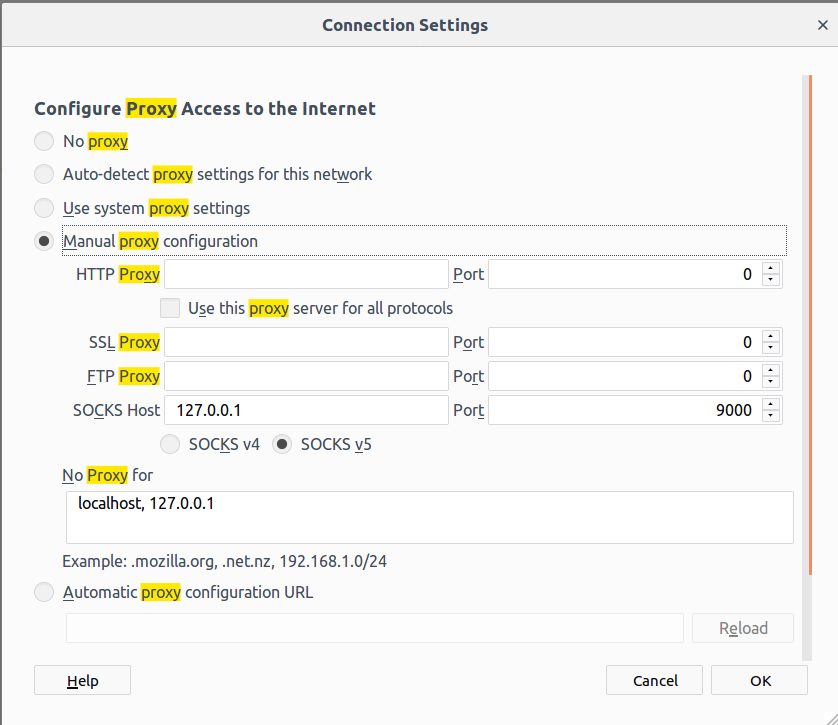 Connection Settings
Configure Proxy Access to the Internet
No proxy
Auto-detect proxy settings for this network
Use system proxy settings
Manual proxy configuration
HTTP Proxy Port 0
Use this proxy server for all protocols
SSL Proxy Port 0
FTP Proxy Port 0
SOCKS Host 127.0.0.1 Port 9000
SOCKS v4 SOCKS v5
No Proxy for
localhost, 127.0.0.1
Example: .mozilla.org, .net.nz, 192.168.1.0/24
Automatic proxy configuration URL
Reload
Help Cancel OK